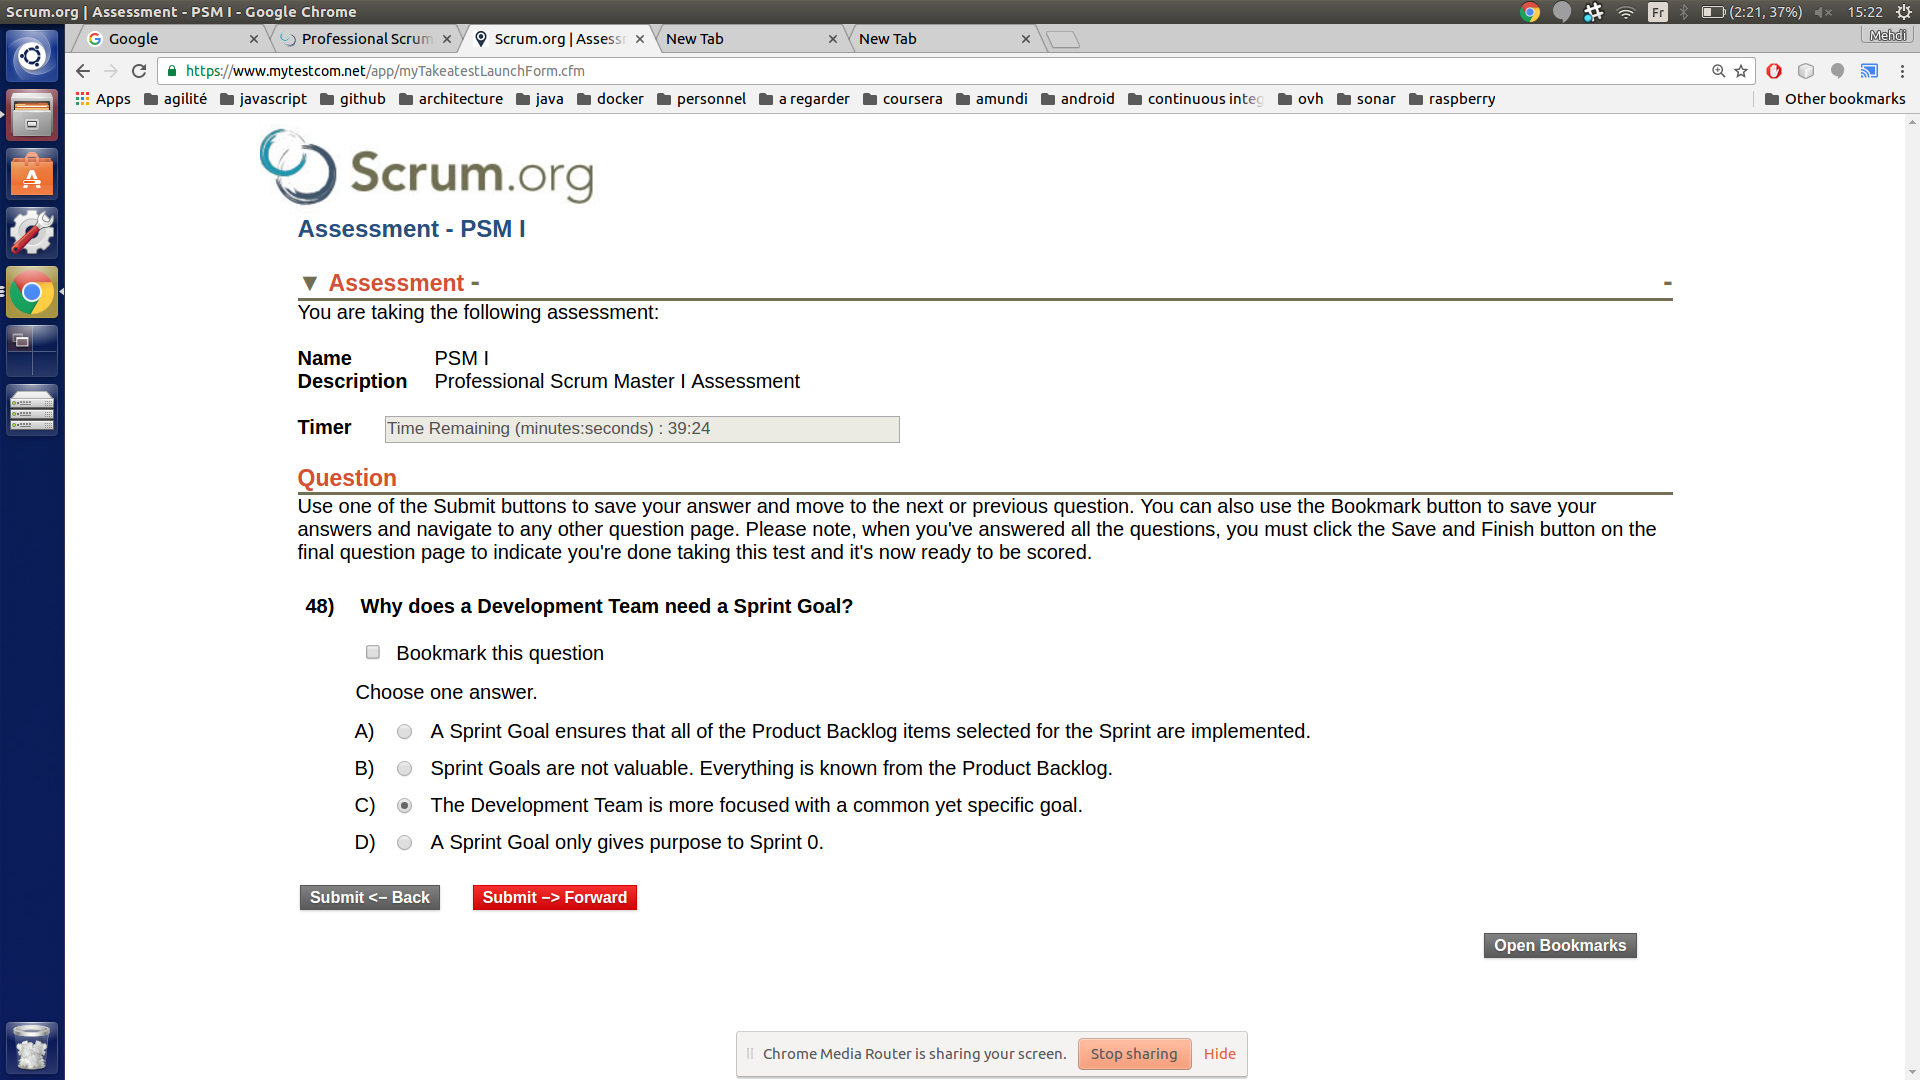 Scrum.org | Assessment - PSM I - Google Chrome
Fr
(2:21, 37%)
15:22
Google
Professional Scrum
Scrum.org | Assess
New Tab
New Tab
Mehdi
https://www.mytestcom.net/app/myTakeatestLaunchForm.cfm
Apps
agilité
javascript
github
architecture
java
docker
personnel
a regarder
coursera
amundi
android
continuous integ
ovh
sonar
raspberry
Other bookmarks
Scrum.org
Assessment - PSM I
▼ Assessment - -
You are taking the following assessment:
Name PSM I
Description Professional Scrum Master I Assessment
Timer Time Remaining (minutes:seconds) : 39:24
Question
Use one of the Submit buttons to save your answer and move to the next or previous question. You can also use the Bookmark button to save your
answers and navigate to any other question page. Please note, when you've answered all the questions, you must click the Save and Finish button on the
final question page to indicate you're done taking this test and it's now ready to be scored.
48) Why does a Development Team need a Sprint Goal?
Bookmark this question
Choose one answer.
A) A Sprint Goal ensures that all of the Product Backlog items selected for the Sprint are implemented.
B) Sprint Goals are not valuable. Everything is known from the Product Backlog.
C) The Development Team is more focused with a common yet specific goal.
D) A Sprint Goal only gives purpose to Sprint 0.
Submit <– Back
Submit –> Forward
Open Bookmarks
Chrome Media Router is sharing your screen.
Stop sharing
Hide